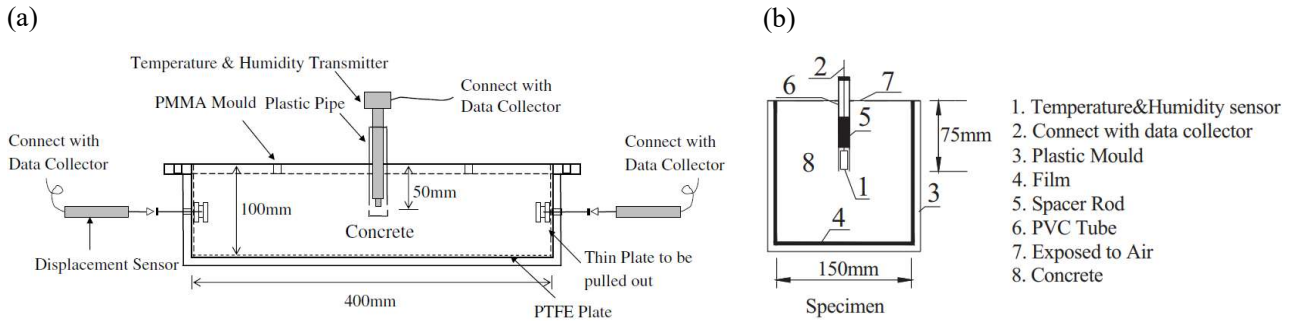 (a)
Temperature & Humidity Transmitter
Connect with
Data Collector
PMMA Mould
Plastic Pipe
Connect with
Data Collector
Connect with
Data Collector
50mm
100mm
Concrete
Displacement Sensor
Thin Plate to be
pulled out
400mm
PTFE Plate
(b)
2
6
7
5
75mm
8
1
3
4
150mm
Specimen
1. Temperature&Humidity sensor
2. Connect with data collector
3. Plastic Mould
4. Film
5. Spacer Rod
6. PVC Tube
7. Exposed to Air
8. Concrete